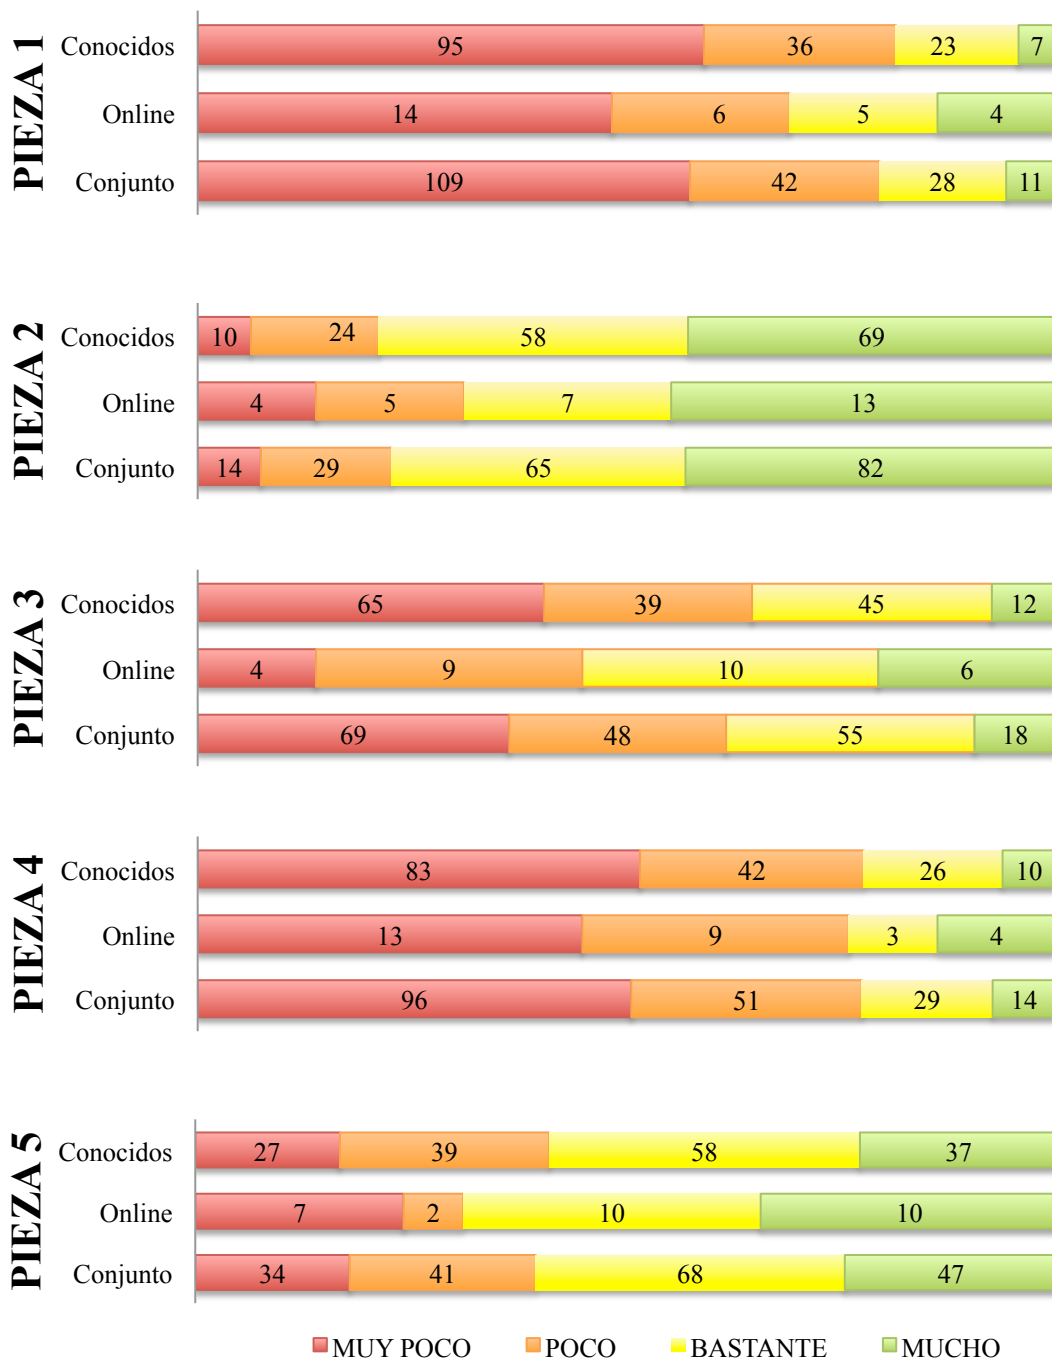 PIEZA 1
Conocidos 95 36 23 7
Online 14 6 5 4
Conjunto 109 42 28 11
PIEZA 2
Conocidos 10 24 58 69
Online 4 5 7 13
Conjunto 14 29 65 82
PIEZA 3
Conocidos 65 39 45 12
Online 4 9 10 6
Conjunto 69 48 55 18
PIEZA 4
Conocidos 83 42 26 10
Online 13 9 3 4
Conjunto 96 51 29 14
PIEZA 5
Conocidos 27 39 58 37
Online 7 2 10 10
Conjunto 34 41 68 47
MUY POCO POCO BASTANTE MUCHO